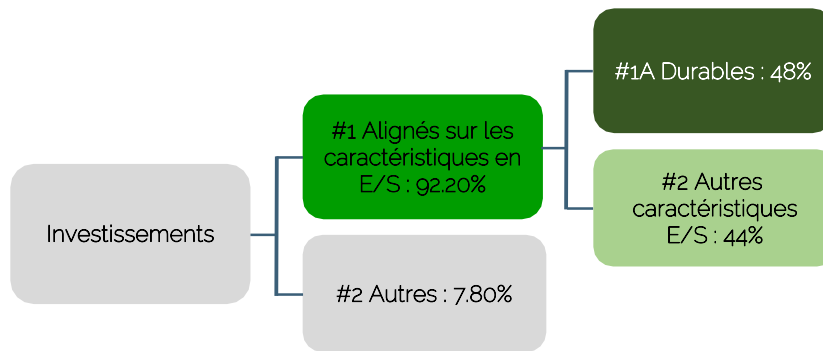 Investissements
#1 Alignés sur les
caractéristiques en
E/S : 92.20%
#2 Autres : 7.80%
#1A Durables : 48%
#2 Autres
caractéristiques
E/S : 44%